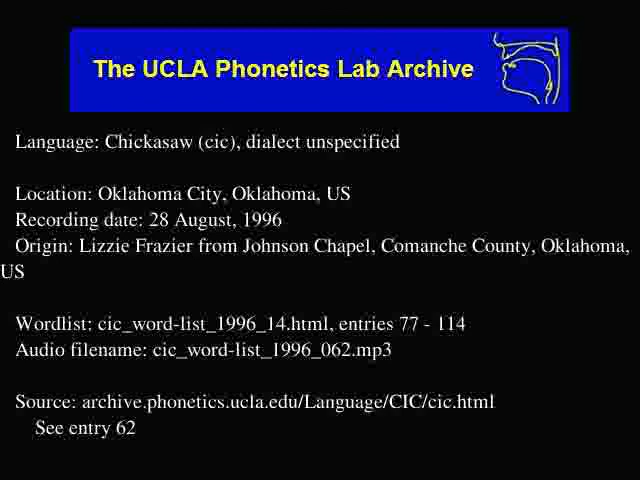 The UCLA Phonetics Lab Archive
Language: Chickasaw (cic), dialect unspecified
Location: Oklahoma City, Oklahoma, US
Recording date: 28 August, 1996
Origin: Lizzie Frazier from Johnson Chapel, Comanche County, Oklahoma,
US
Wordlist: cic_word-list_1996_14.html, entries 77 - 114
Audio filename: cic_word-list_1996_062.mp3
Source: archive.phonetics.ucla.edu/Language/CIC/cic.html
See entry 62